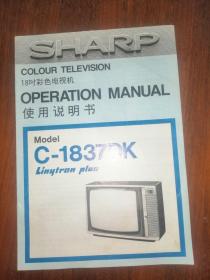 SHARP
COLOUR TELEVISION
18吋彩色电视机
OPERATION MANUAL
使用说明书
Model
C-1837DK
Linytron plus